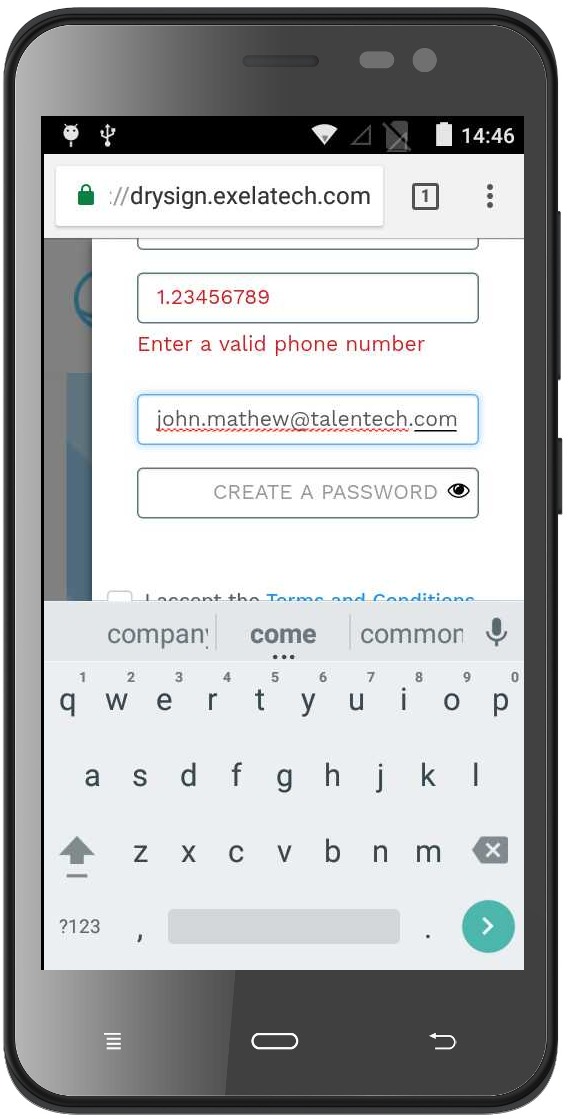 14:46
://drysign.exelatech.com 1
1.23456789
Enter a valid phone number
john.mathew@talentech.com
CREATE A PASSWORD
I accept the Terms and Conditions
company come common
1 2 3 4 5 6 7 8 9 0
q w e r t y u i o p
a s d f g h j k l
z x c v b n m
?123 , .